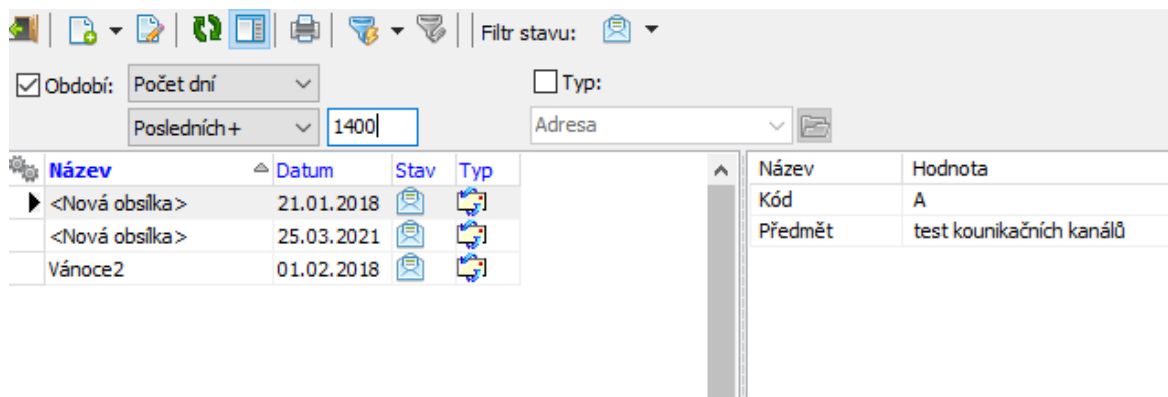 Filtr stavu:
Období: Počet dní Typ:
Posledních+ 1400 Adresa
Název Datum Stav Typ Název Hodnota
<Nová obsílka> 21.01.2018 Kód A
<Nová obsílka> 25.03.2021 Předmět test kounikačních kanálů
Vánoce2 01.02.2018